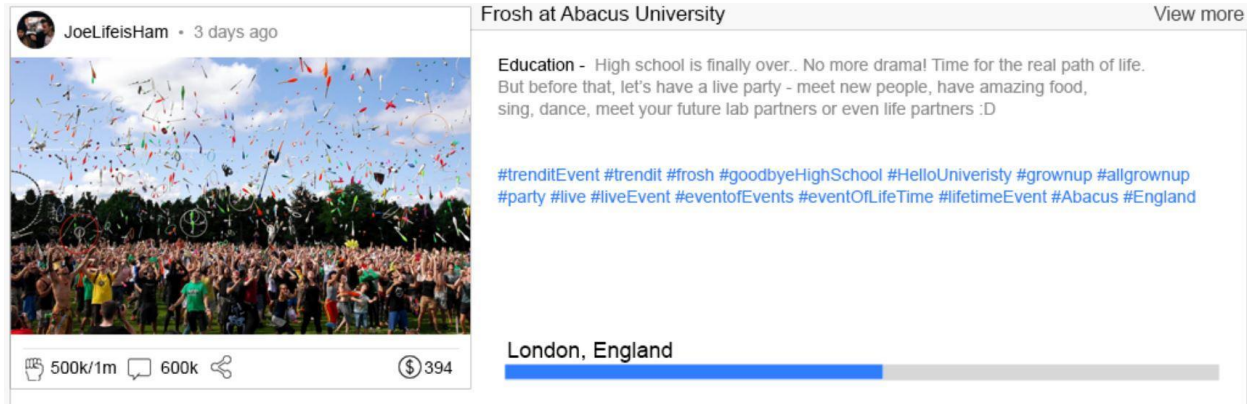 JoeLifeisHam • 3 days ago
500k/1m 600k $ 394
Frosh at Abacus University View more
Education - High school is finally over.. No more drama! Time for the real path of life.
But before that, let's have a live party - meet new people, have amazing food,
sing, dance, meet your future lab partners or even life partners :D
#trenditEvent #trendit #frosh #goodbyeHighSchool #HelloUniveristy #grownup #allgrownup
#party #live #liveEvent #eventofEvents #eventOfLifeTime #lifetimeEvent #Abacus #England
London, England